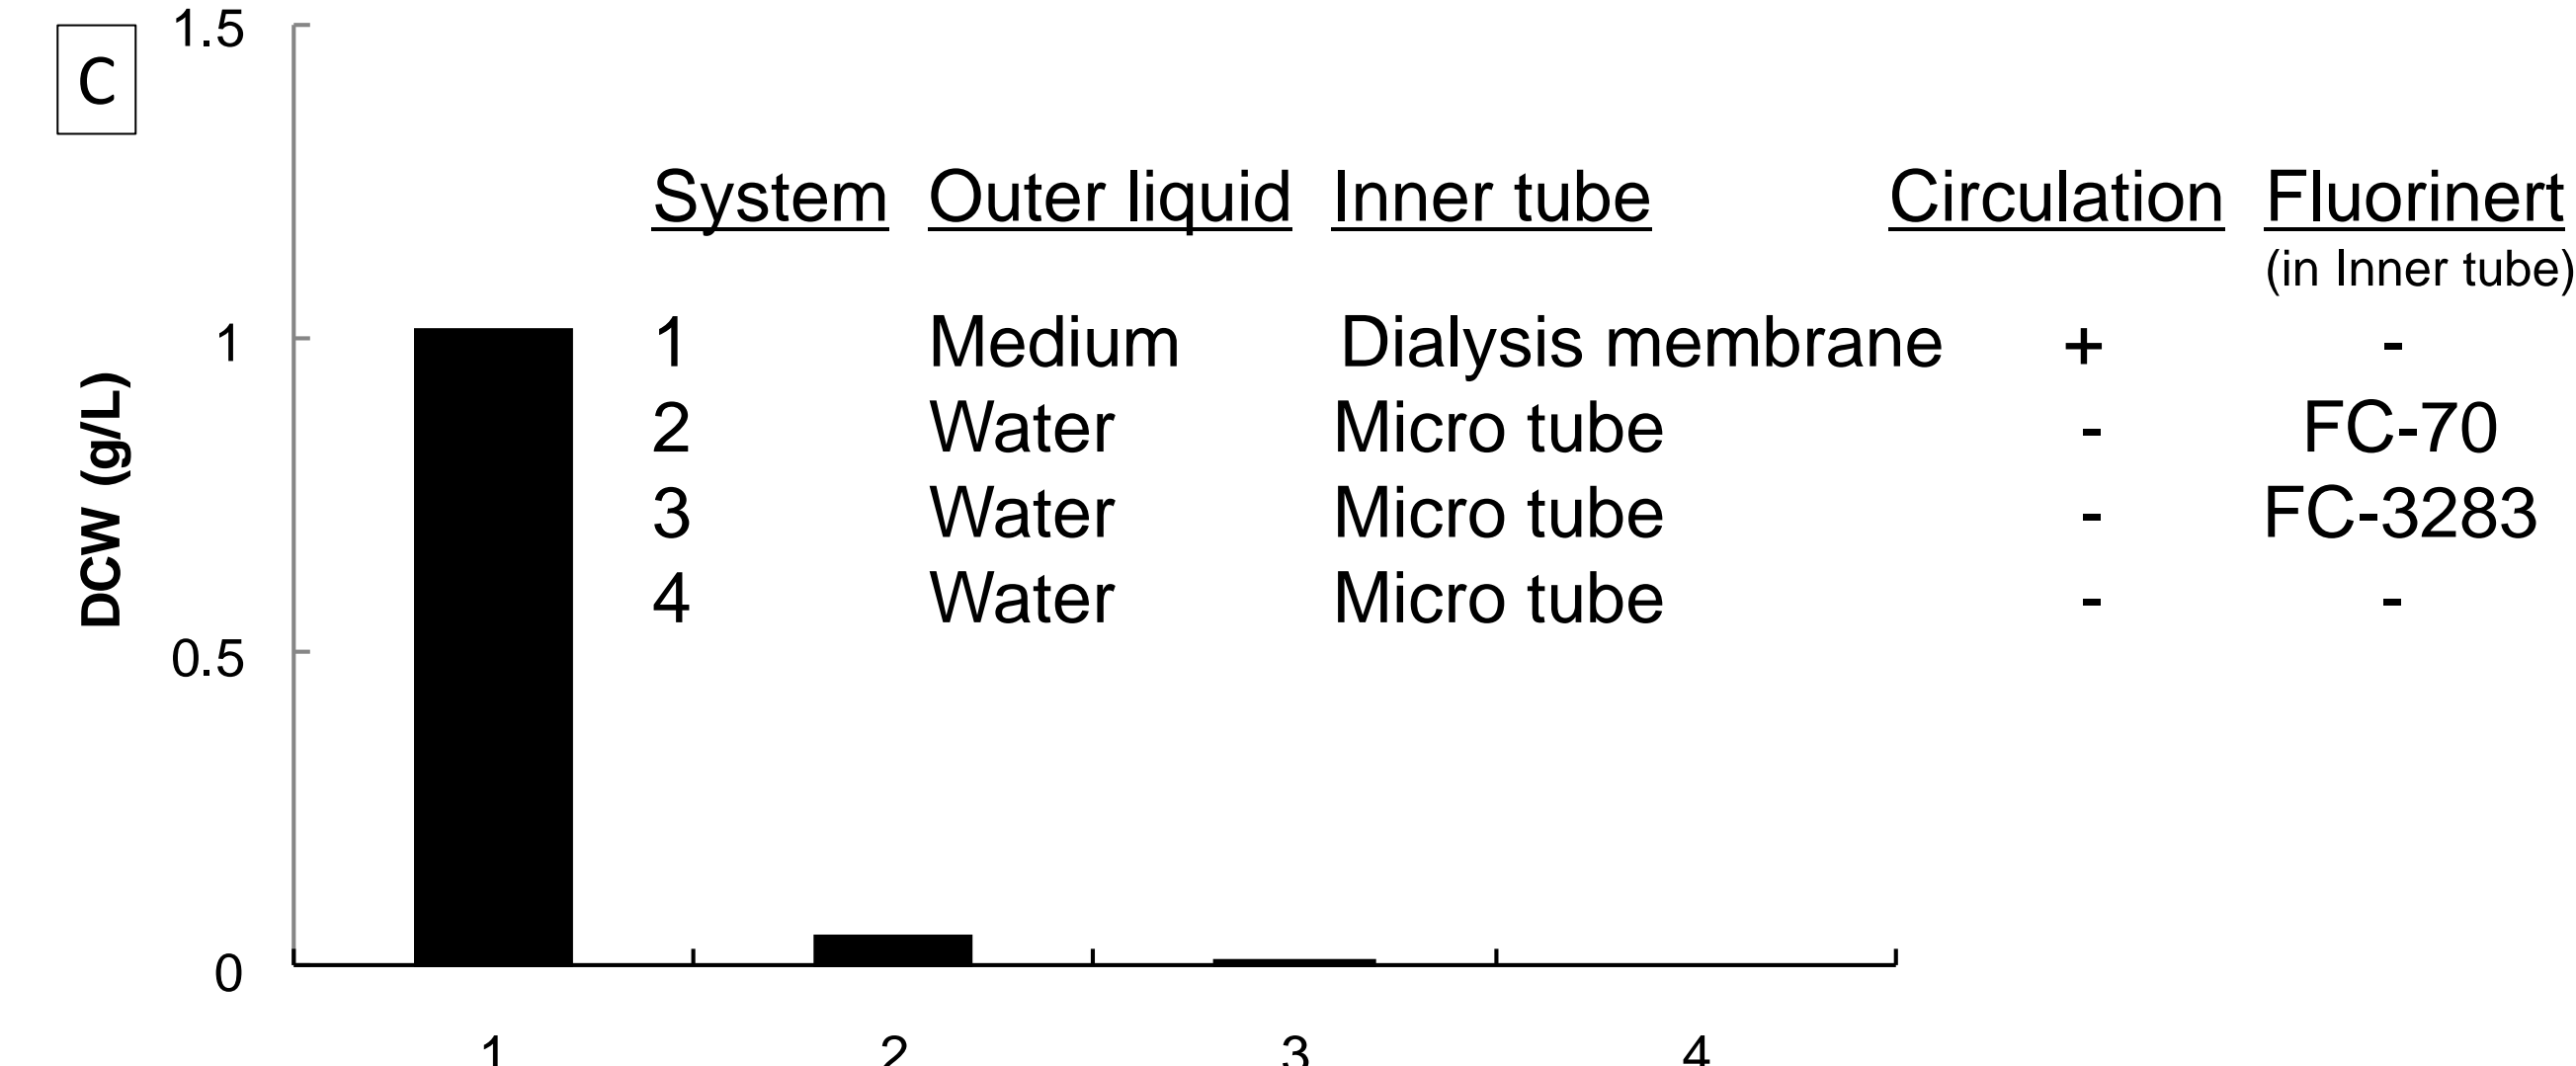 C
1.5
1
0.5
0
DCW (g/L)
System Outer liquid Inner tube Circulation Fluorinert
(in Inner tube)
1 Medium Dialysis membrane + -
2 Water Micro tube - FC-70
3 Water Micro tube - FC-3283
4 Water Micro tube - -
1 2 3 4